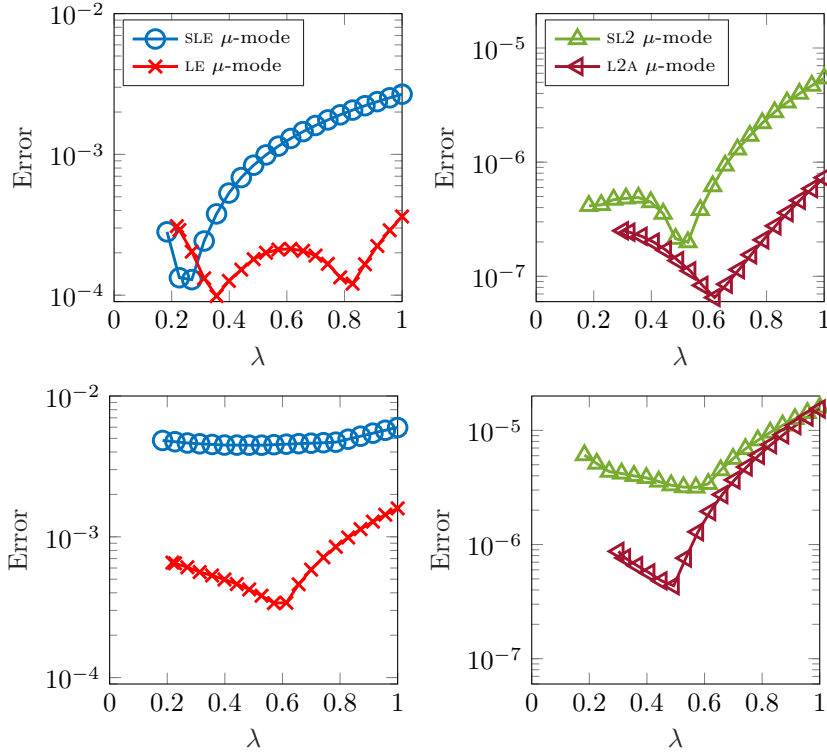 10^{-2}
10^{-3}
10^{-4}
Error
SLE μ-mode
LE μ-mode
0 0.2 0.4 0.6 0.8 1
λ
10^{-5}
10^{-6}
10^{-7}
Error
SL2 μ-mode
L2A μ-mode
0 0.2 0.4 0.6 0.8 1
λ
10^{-2}
10^{-3}
10^{-4}
Error
0 0.2 0.4 0.6 0.8 1
λ
10^{-5}
10^{-6}
10^{-7}
Error
0 0.2 0.4 0.6 0.8 1
λ